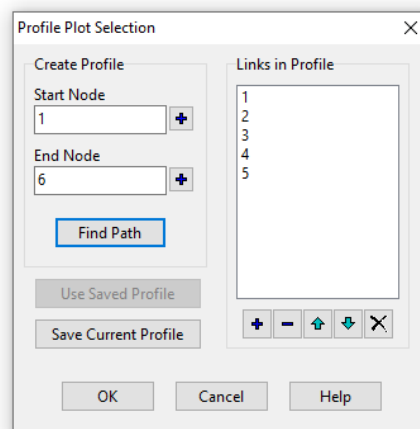 Profile Plot Selection
Create Profile
Start Node
1
End Node
6
Find Path
Use Saved Profile
Save Current Profile
Links in Profile
1
2
3
4
5
OK
Cancel
Help